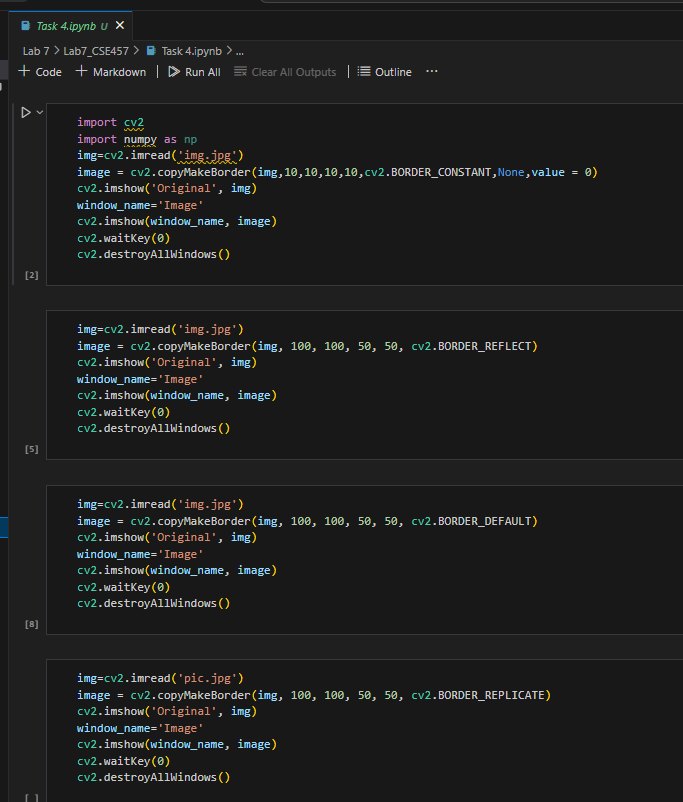 Task 4.ipynb U ×
Lab 7 > Lab7_CSE457 > Task 4.ipynb > ...
+ Code + Markdown | Run All Clear All Outputs | Outline ...
import cv2
import numpy as np
img=cv2.imread('img.jpg')
image = cv2.copyMakeBorder(img,10,10,10,10,cv2.BORDER_CONSTANT,None,value = 0)
cv2.imshow('Original', img)
window_name='Image'
cv2.imshow(window_name, image)
cv2.waitKey(0)
cv2.destroyAllWindows()
[2]
img=cv2.imread('img.jpg')
image = cv2.copyMakeBorder(img, 100, 100, 50, 50, cv2.BORDER_REFLECT)
cv2.imshow('Original', img)
window_name='Image'
cv2.imshow(window_name, image)
cv2.waitKey(0)
cv2.destroyAllWindows()
[5]
img=cv2.imread('img.jpg')
image = cv2.copyMakeBorder(img, 100, 100, 50, 50, cv2.BORDER_DEFAULT)
cv2.imshow('Original', img)
window_name='Image'
cv2.imshow(window_name, image)
cv2.waitKey(0)
cv2.destroyAllWindows()
[8]
img=cv2.imread('pic.jpg')
image = cv2.copyMakeBorder(img, 100, 100, 50, 50, cv2.BORDER_REPLICATE)
cv2.imshow('Original', img)
window_name='Image'
cv2.imshow(window_name, image)
cv2.waitKey(0)
cv2.destroyAllWindows()
[ ]